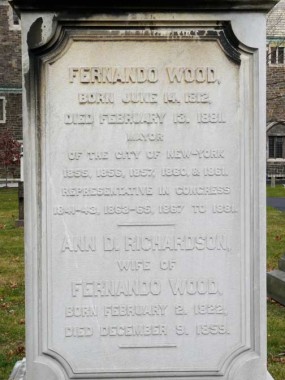 FERNANDO WOOD,
BORN JUNE 14. 1812,
DIED FEBRUARY 13, 1881.
MAYOR
OF THE CITY OF NEW-YORK
1855, 1856, 1857, 1860, & 1861.
REPRESENTATIVE IN CONGRESS
1841-43, 1863-65, 1867 TO 1881.
ANN D. RICHARDSON,
WIFE OF
FERNANDO WOOD,
BORN FEBRUARY 2, 1822,
DIED DECEMBER 9. 1859.